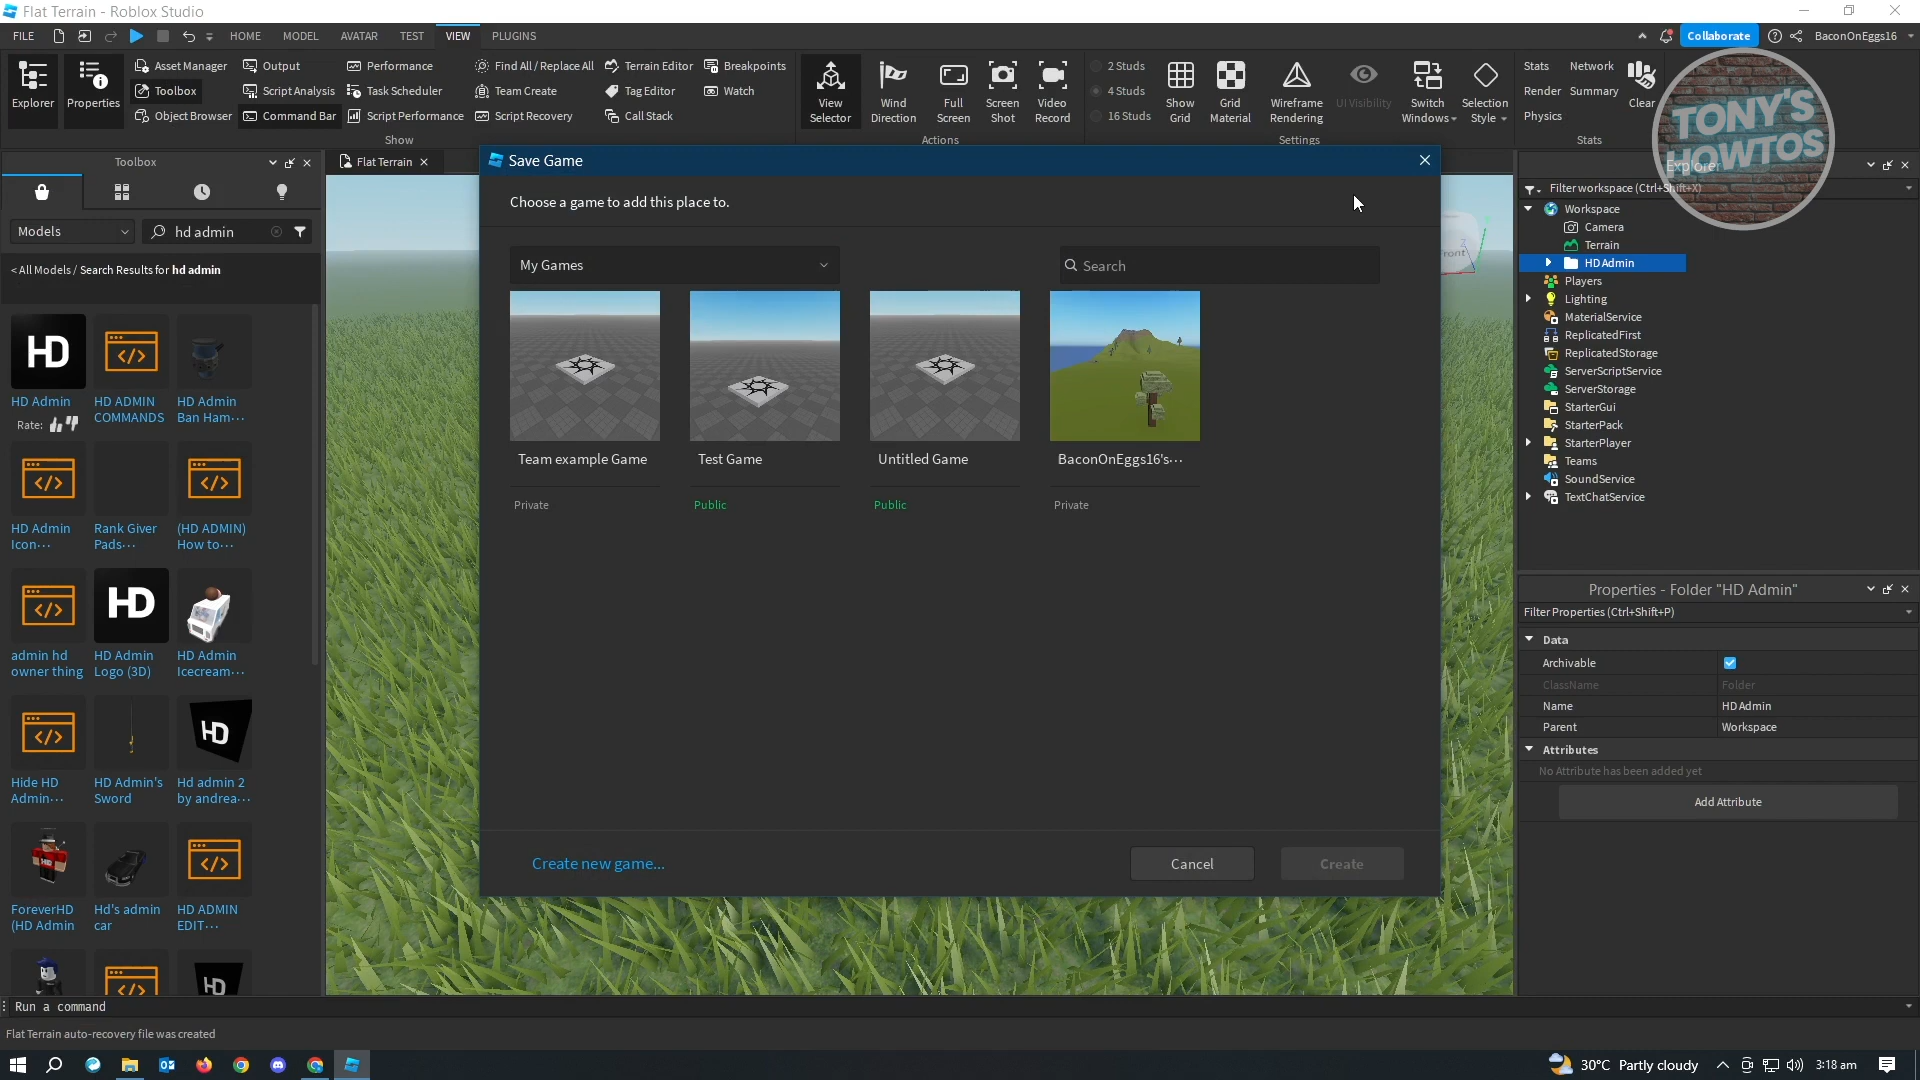 Flat Terrain - Roblox Studio
FILE HOME MODEL AVATAR TEST VIEW PLUGINS Collaborate BaconOnEggs16
Explorer
Properties
Asset Manager
Toolbox
Object Browser
Output
Script Analysis
Command Bar
Performance
Task Scheduler
Script Performance
Find All / Replace All
Team Create
Script Recovery
Terrain Editor
Tag Editor
Call Stack
Breakpoints
Watch
Show
View
Selector
Wind
Direction
Full
Screen
Screen
Shot
Video
Record
Actions
2 Studs
4 Studs
16 Studs
Show
Grid
Grid
Material
Wireframe
Rendering
UI Visibility
Switch
Windows
Selection
Style
Settings
Stats
Render
Physics
Network
Summary
Clear
Stats
TONY'S
HOWTOS
Toolbox
Models
hd admin
< All Models / Search Results for hd admin
HD
HD Admin
Rate:
HD ADMIN
COMMANDS
HD Admin
Ban Ham...
HD Admin
Icon...
Rank Giver
Pads...
(HD ADMIN)
How to...
admin hd
owner thing
HD
HD Admin
Logo (3D)
HD Admin
Icecream...
Hide HD
Admin...
HD Admin's
Sword
HD
Hd admin 2
by andrea...
ForeverHD
(HD Admin
Hd's admin
car
HD ADMIN
EDIT...
HD
Flat Terrain
Front
Z
Save Game
Choose a game to add this place to.
My Games
Search
Team example Game
Private
Test Game
Public
Untitled Game
Public
BaconOnEggs16's...
Private
Create new game...
Cancel
Create
Explorer
Filter workspace (Ctrl+Shift+X)
Workspace
Camera
Terrain
HD Admin
Players
Lighting
MaterialService
ReplicatedFirst
ReplicatedStorage
ServerScriptService
ServerStorage
StarterGui
StarterPack
StarterPlayer
Teams
SoundService
TextChatService
Properties - Folder "HD Admin"
Filter Properties (Ctrl+Shift+P)
Data
Archivable
ClassName Folder
Name HD Admin
Parent Workspace
Attributes
No Attribute has been added yet
Add Attribute
Run a command
Flat Terrain auto-recovery file was created
30°C Partly cloudy
3:18 am